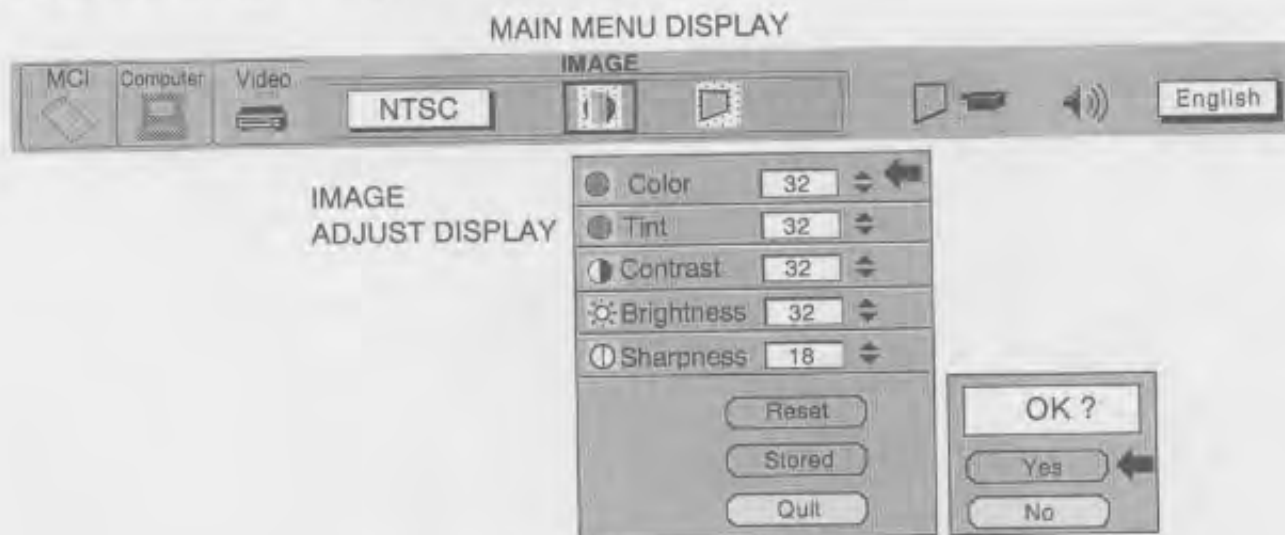 MAIN MENU DISPLAY
IMAGE
MCI Computer Video
NTSC
English
IMAGE
ADJUST DISPLAY
Color 32
Tint 32
Contrast 32
Brightness 32
Sharpness 18
Reset
Stored
Quit
OK ?
Yes
No